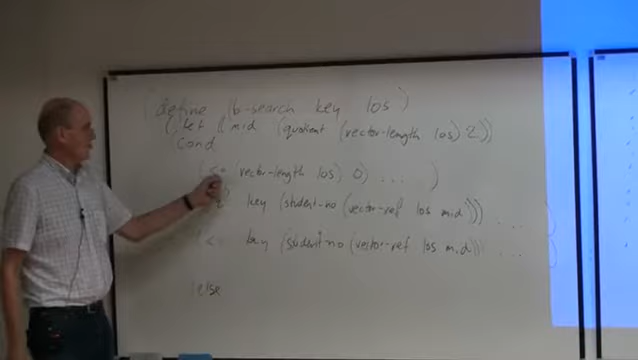 (define (b-search key los)
(let ((mid (quotient (vector-length los) 2))
(cond
(vector-length los) 0) ... )
key (student-no (vector-ref los mid))) ...
(< key (student-no (vector-ref los mid)) ...
(else